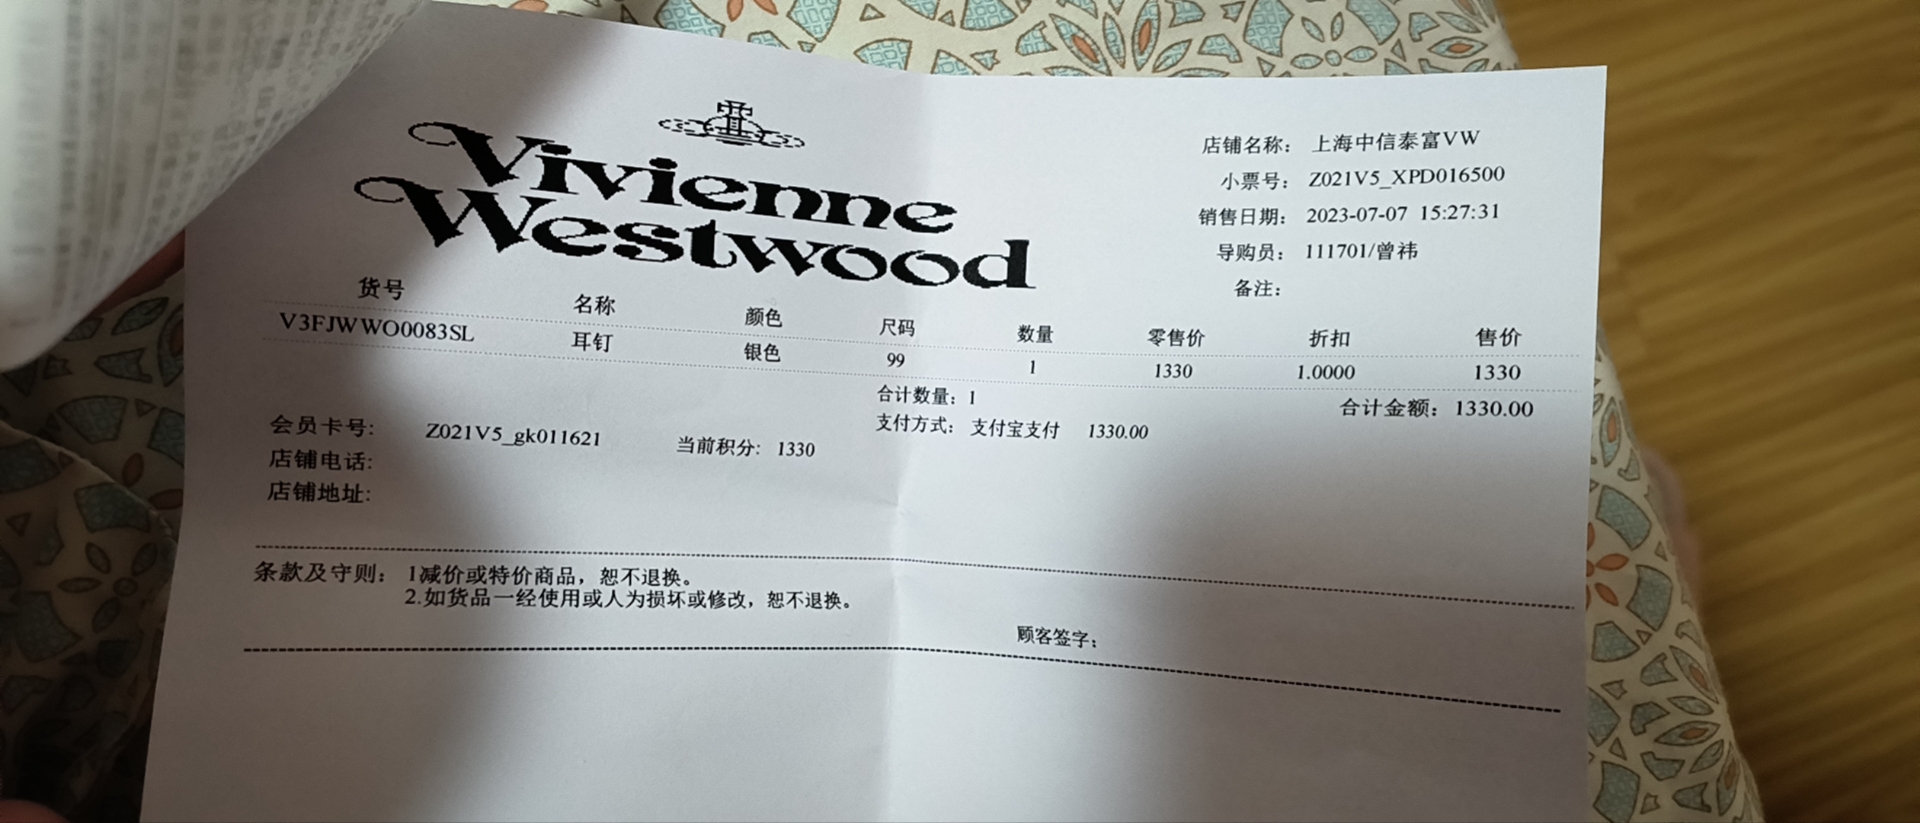 Vivienne
Westwood
店铺名称： 上海中信泰富VW
小票号： Z021V5_XPD016500
销售日期： 2023-07-07 15:27:31
导购员： 111701/曾祎
备注：
货号 名称 颜色 尺码 数量 零售价 折扣 售价
V3FJWWO0083SL 耳钉 银色 99 1 1330 1.0000 1330
合计数量：1 合计金额：1330.00
支付方式： 支付宝支付 1330.00
会员卡号： Z021V5_gk011621 当前积分： 1330
店铺电话：
店铺地址：
条款及守则： 1减价或特价商品，恕不退换。
2.如货品一经使用或人为损坏或修改，恕不退换。
顾客签字；